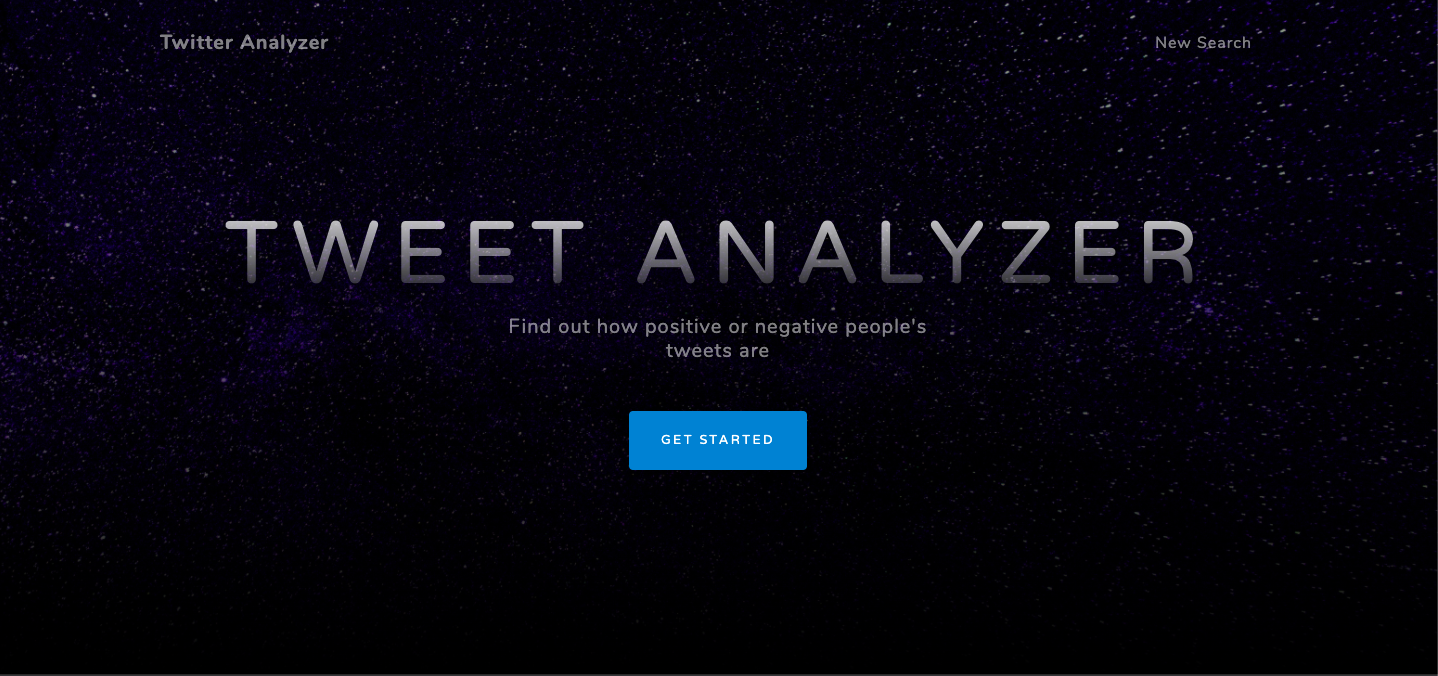 Twitter Analyzer
New Search
TWEET ANALYZER
Find out how positive or negative people's
tweets are
GET STARTED